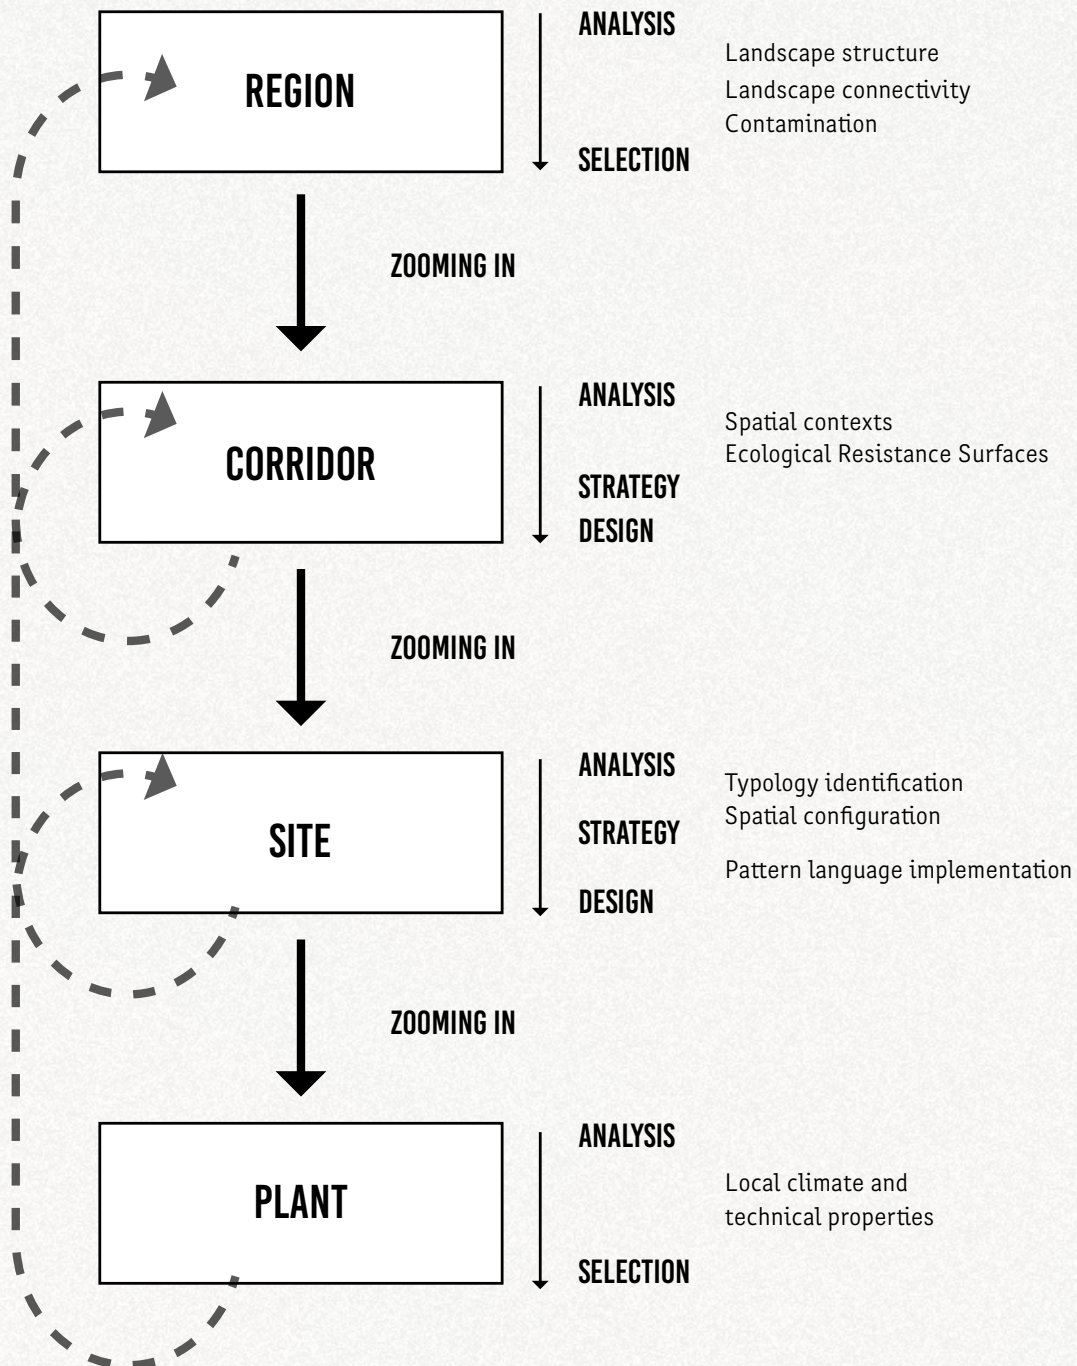 REGION
ANALYSIS
Landscape structure
Landscape connectivity
Contamination
SELECTION
ZOOMING IN
CORRIDOR
ANALYSIS
Spatial contexts
Ecological Resistance Surfaces
STRATEGY
DESIGN
ZOOMING IN
SITE
ANALYSIS
Typology identification
Spatial configuration
STRATEGY
Pattern language implementation
DESIGN
ZOOMING IN
PLANT
ANALYSIS
Local climate and
technical properties
SELECTION